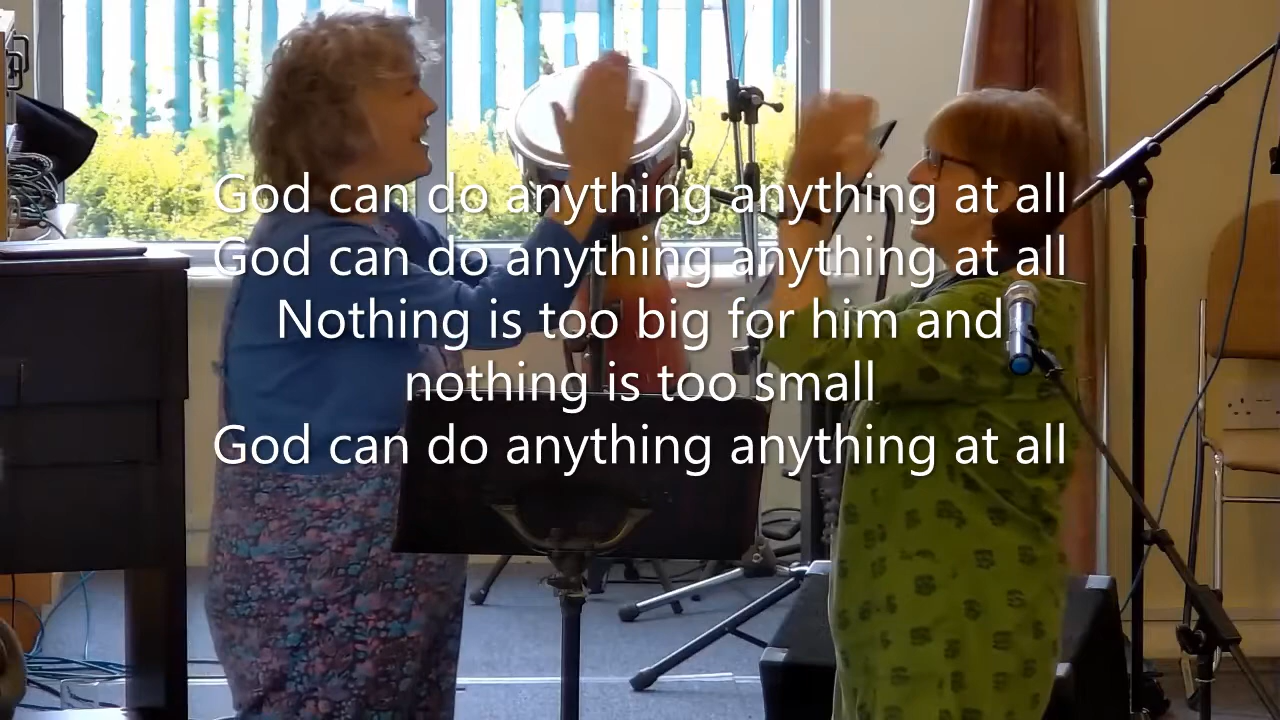 God can do anything anything at all
God can do anything anything at all
Nothing is too big for him and
nothing is too small
God can do anything anything at all